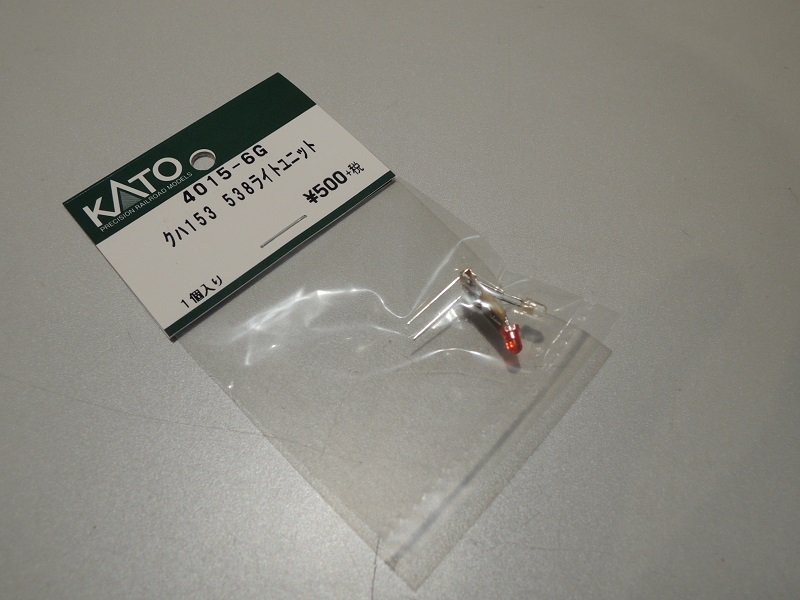 KATO
PRECISION RAILROAD MODELS
4015-6G
クハ153 538ライトユニット
¥500+税
1個入り